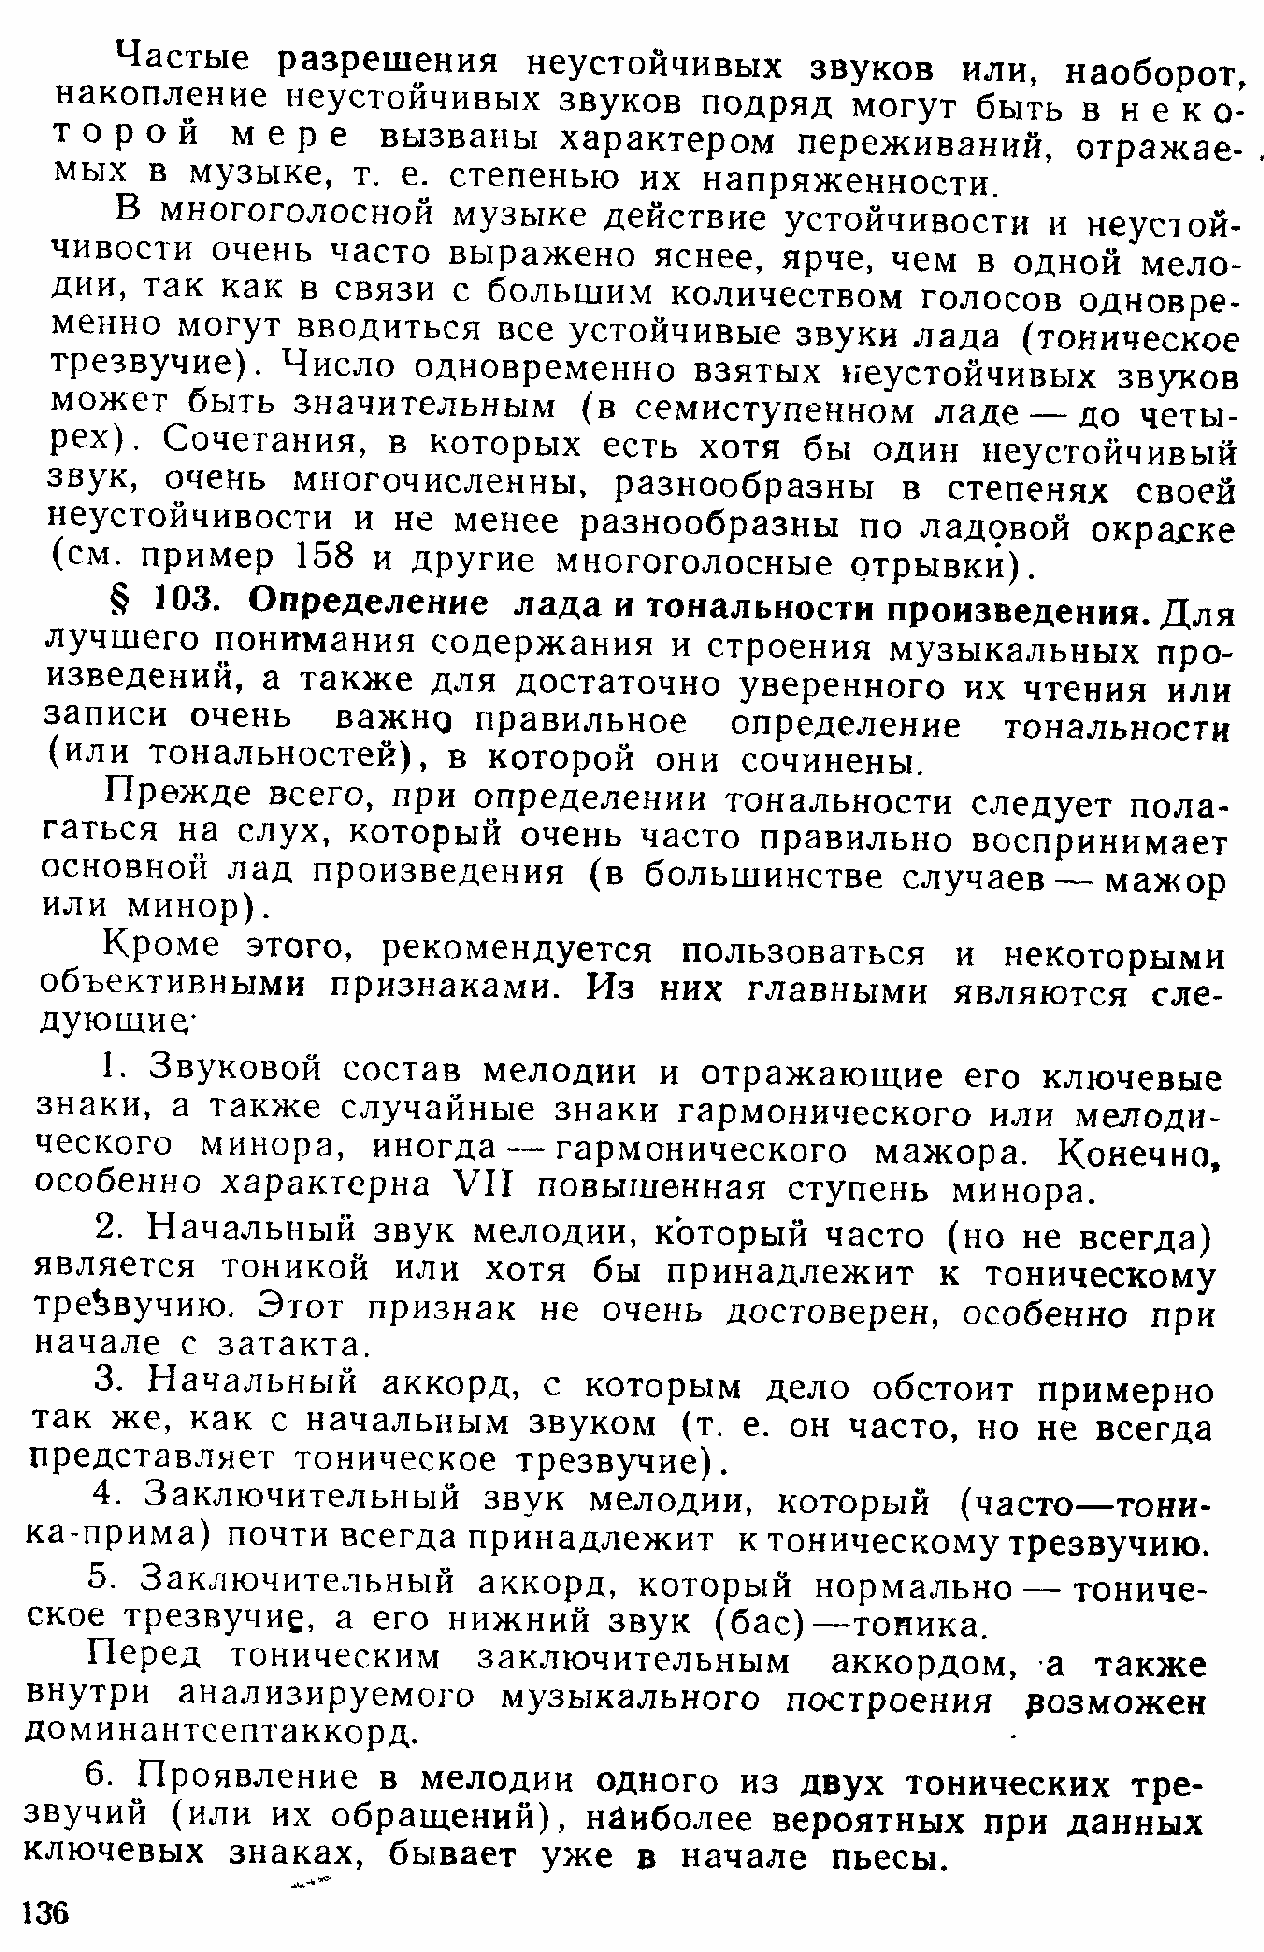 Частые разрешения неустойчивых звуков или, наоборот,
накопление неустойчивых звуков подряд могут быть в неко-
торой мере вызваны характером переживаний, отражае-
мых в музыке, т. е. степенью их напряженности.
В многоголосной музыке действие устойчивости и неустой-
чивости очень часто выражено яснее, ярче, чем в одной мело-
дии, так как в связи с большим количеством голосов одновре-
менно могут вводиться все устойчивые звуки лада (тоническое
трезвучие). Число одновременно взятых неустойчивых звуков
может быть значительным (в семиступенном ладе — до четы-
рех). Сочетания, в которых есть хотя бы один неустойчивый
звук, очень многочисленны, разнообразны в степенях своей
неустойчивости и не менее разнообразны по ладовой окраске
(см. пример 158 и другие многоголосные отрывки).
§ 103. Определение лада и тональности произведения. Для
лучшего понимания содержания и строения музыкальных про-
изведений, а также для достаточно уверенного их чтения или
записи очень важно правильное определение тональности
(или тональностей), в которой они сочинены.
Прежде всего, при определении тональности следует пола-
гаться на слух, который очень часто правильно воспринимает
основной лад произведения (в большинстве случаев — мажор
или минор).
Кроме этого, рекомендуется пользоваться и некоторыми
объективными признаками. Из них главными являются сле-
дующие:
1. Звуковой состав мелодии и отражающие его ключевые
знаки, а также случайные знаки гармонического или мелоди-
ческого минора, иногда — гармонического мажора. Конечно,
особенно характерна VII повышенная ступень минора.
2. Начальный звук мелодии, который часто (но не всегда)
является тоникой или хотя бы принадлежит к тоническому
трезвучию. Этот признак не очень достоверен, особенно при
начале с затакта.
3. Начальный аккорд, с которым дело обстоит примерно
так же, как с начальным звуком (т. е. он часто, но не всегда
представляет тоническое трезвучие).
4. Заключительный звук мелодии, который (часто—тони-
ка-прима) почти всегда принадлежит к тоническому трезвучию.
5. Заключительный аккорд, который нормально — тониче-
ское трезвучие, а его нижний звук (бас)—тоника.
Перед тоническим заключительным аккордом, а также
внутри анализируемого музыкального построения возможен
доминантсептаккорд.
6. Проявление в мелодии одного из двух тонических тре-
звучий (или их обращений), наиболее вероятных при данных
ключевых знаках, бывает уже в начале пьесы.
136